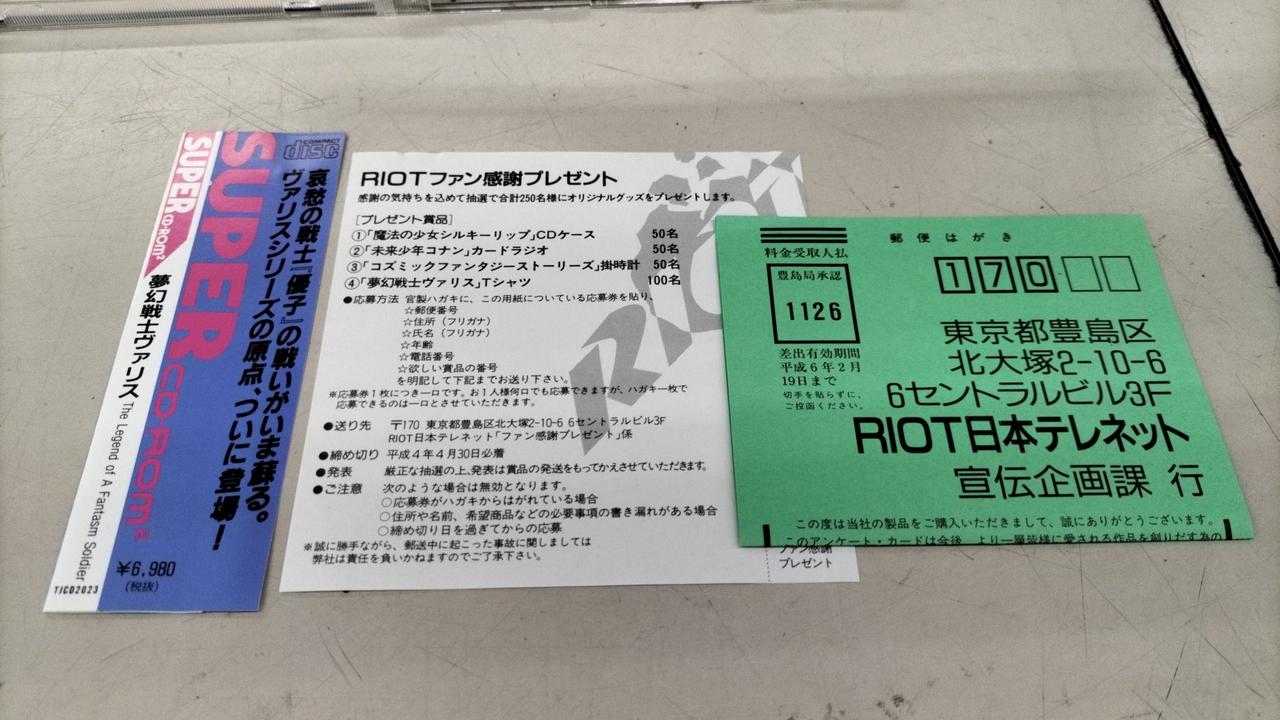 COMPACT
disc
SUPER CD-ROM²
SUPER CD-ROM²
哀愁の戦士『優子』の戦いがいま蘇る。
ヴァリスシリーズの原点、ついに登場!
夢幻戦士ヴァリス The Legend of A Fantasm Soldier
¥6,980
(税抜)
TJCD2023
RIOT
RIOTファン感謝プレゼント
感謝の気持ちを込めて抽選で合計250名様にオリジナルグッズをプレゼントします。
[プレゼント賞品]
①「魔法の少女シルキーリップ」CDケース 50名
②「未来少年コナン」カードラジオ 50名
③「コズミックファンタジーストーリーズ」掛時計 50名
④「夢幻戦士ヴァリス」Tシャツ 100名
●応募方法 官製ハガキに、この用紙についている応募券を貼り、
☆郵便番号
☆住所(フリガナ)
☆氏名(フリガナ)
☆年齢
☆電話番号
☆欲しい賞品の番号
を明記して下記までお送り下さい。
※応募券1枚につき一口です。お1人様何口でも応募できますが、ハガキ一枚で
応募できるのは一口とさせていただきます。
●送り先 〒170 東京都豊島区北大塚2-10-6 6セントラルビル3F
RIOT日本テレネット「ファン感謝プレゼント」係
●締め切り 平成4年4月30日必着
●発表 厳正な抽選の上、発表は賞品の発送をもってかえさせていただきます。
●ご注意 次のような場合は無効となります。
○応募券がハガキからはがれている場合
○住所や名前、希望商品などの必要事項の書き漏れがある場合
○締め切り日を過ぎてからの応募
※誠に勝手ながら、郵送中に起こった事故に関しましては
弊社は責任を負いかねますのでご了承下さい。
ファン感謝
プレゼント
郵便はがき
料金受取人払
豊島局承認
1126
差出有効期間
平成6年2月
19日まで
切手を貼らずに、
ご投函ください。
170
東京都豊島区
北大塚2-10-6
6セントラルビル3F
RIOT日本テレネット
宣伝企画課 行
この度は当社の製品をご購入いただきまして、誠にありがとうございます。
このアンケート・カードは今後、より一層皆様に愛される作品を創りだす為の